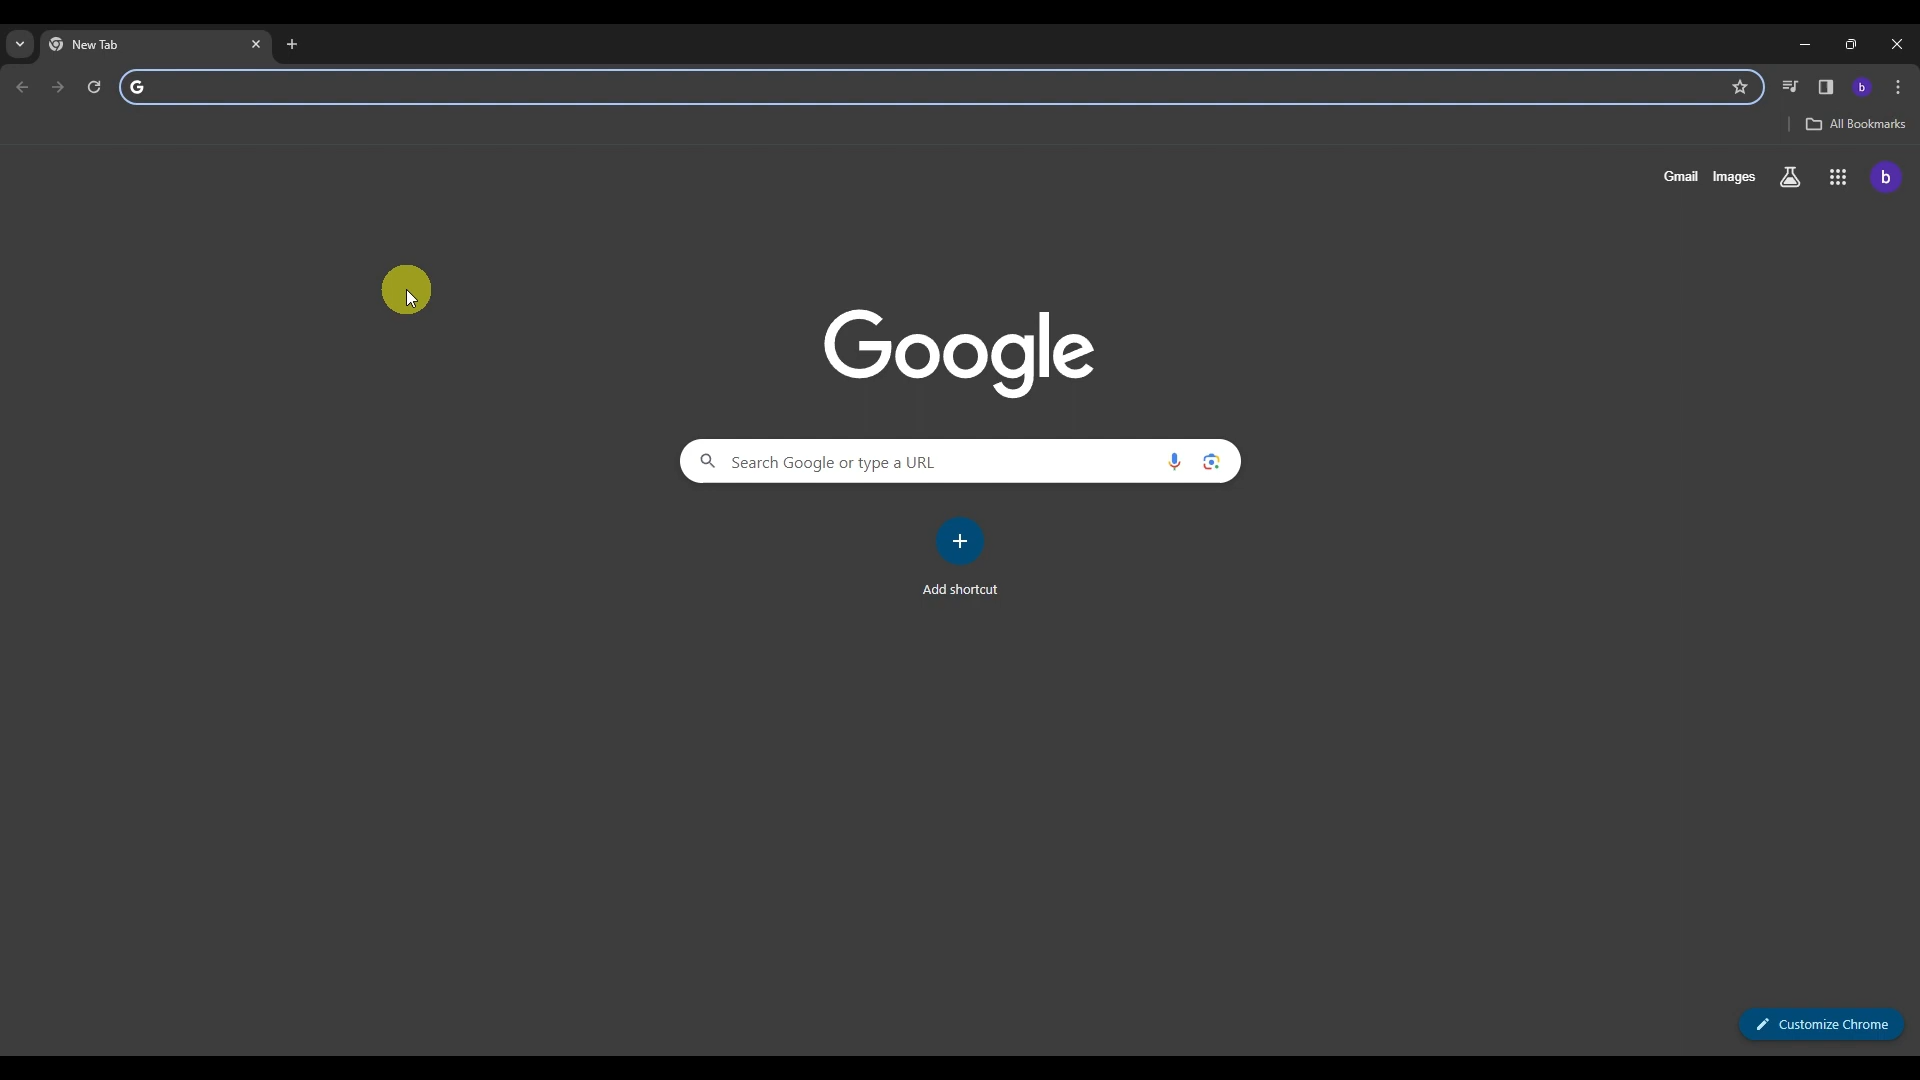 New Tab
All Bookmarks
Gmail Images
b
b
Google
Search Google or type a URL
Add shortcut
Customize Chrome